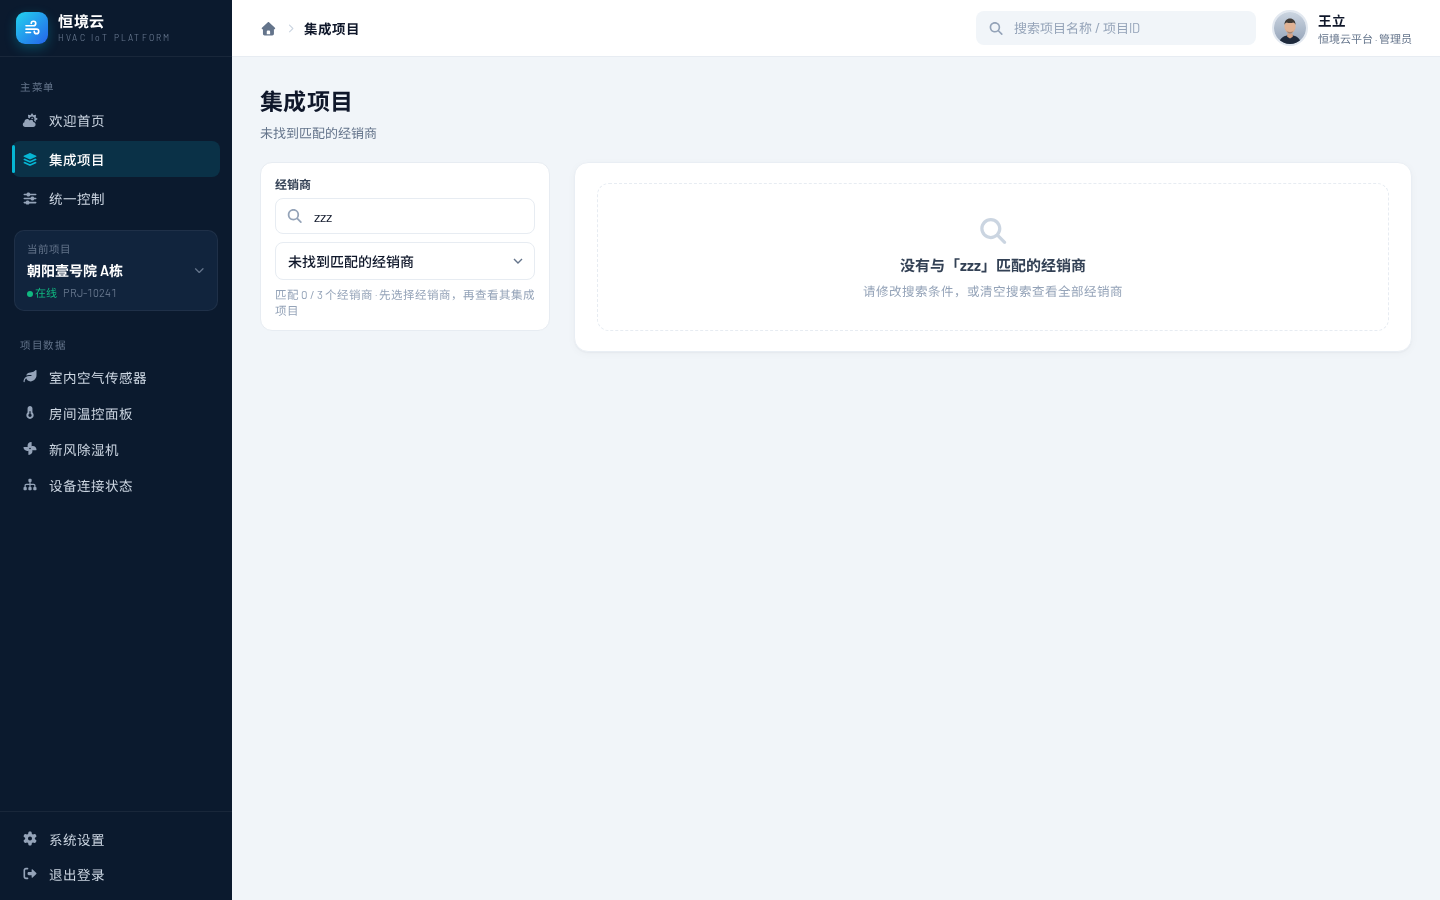 恒境云
HVAC IoT PLATFORM
主菜单
欢迎首页
集成项目
统一控制
当前项目
朝阳壹号院 A栋
在线 PRJ-10241
项目数据
室内空气传感器
房间温控面板
新风除湿机
设备连接状态
系统设置
退出登录
集成项目
搜索项目名称 / 项目ID
王立
恒境云平台 · 管理员
集成项目
未找到匹配的经销商
经销商
zzz
未找到匹配的经销商
匹配 0 / 3 个经销商 · 先选择经销商，再查看其集成
项目
没有与「zzz」匹配的经销商
请修改搜索条件，或清空搜索查看全部经销商